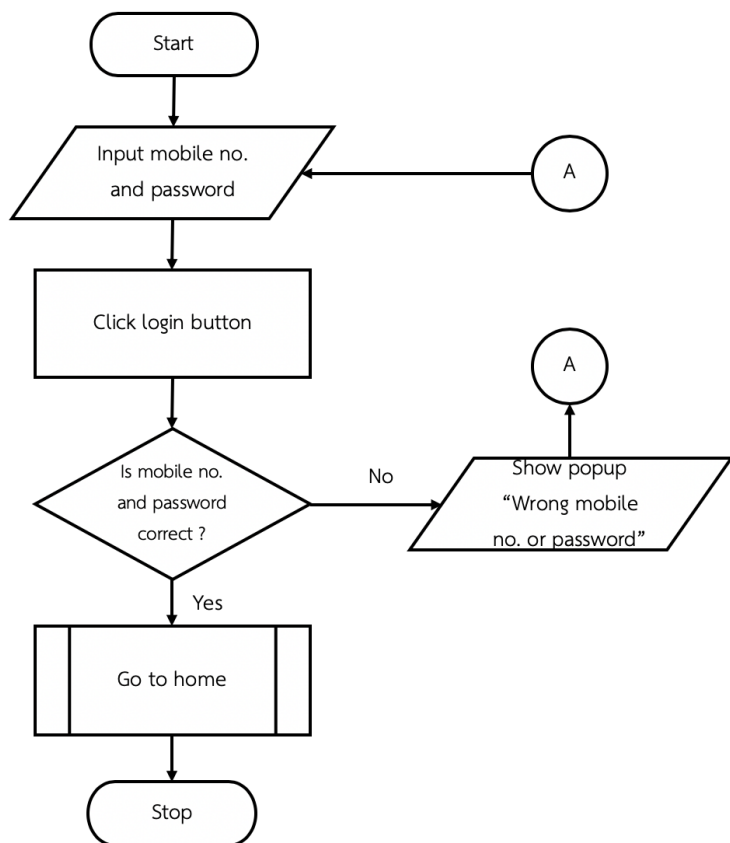 Start
Input mobile no.
and password
A
Click login button
A
Is mobile no.
and password
correct ?
No
Show popup
“Wrong mobile
no. or password”
Yes
Go to home
Stop